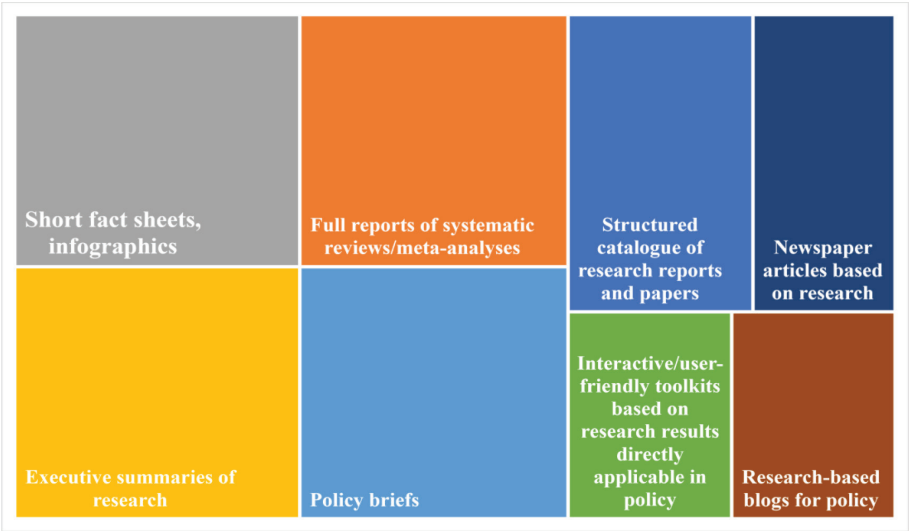 Short fact sheets,
infographics
Full reports of systematic
reviews/meta-analyses
Structured
catalogue of
research reports
and papers
Newspaper
articles based
on research
Executive summaries of
research
Policy briefs
Interactive/user-
friendly toolkits
based on
research results
directly
applicable in
policy
Research-based
blogs for policy